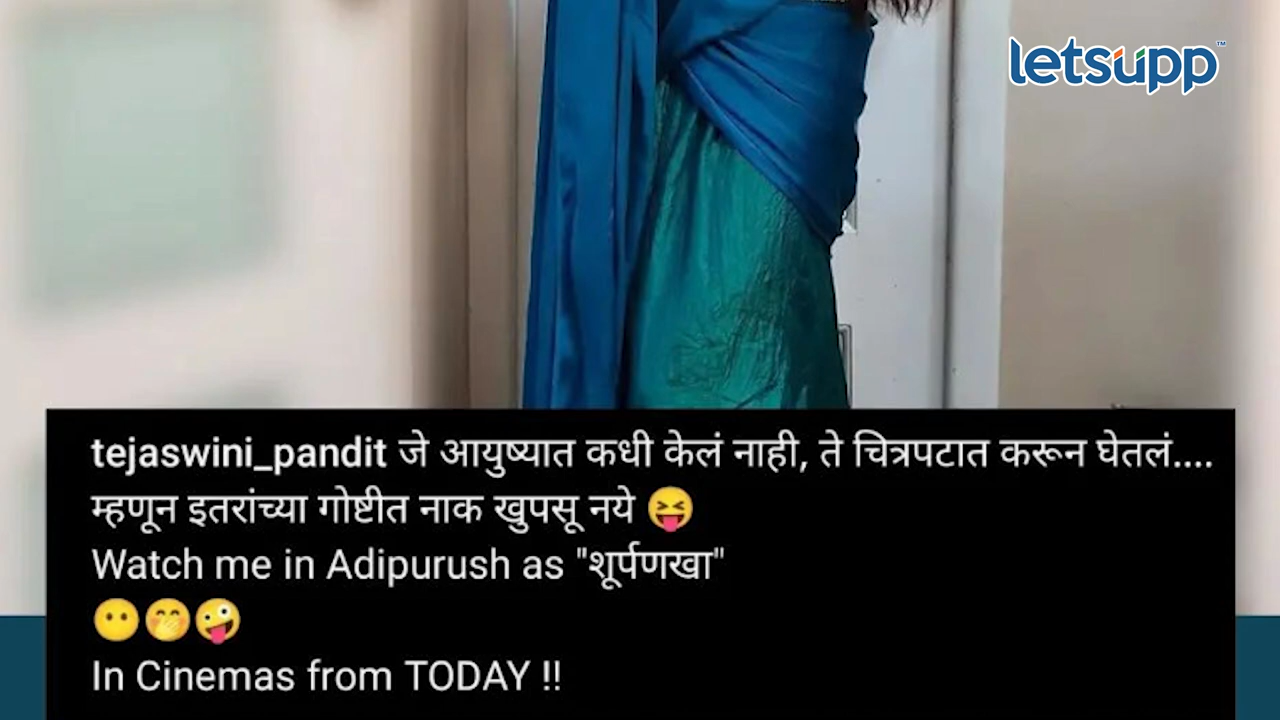 letsupp™
tejaswini_pandit जे आयुष्यात कधी केलं नाही, ते चित्रपटात करून घेतलं....
म्हणून इतरांच्या गोष्टीत नाक खुपसू नये 😝
Watch me in Adipurush as "शूर्पणखा"
😶🤭🤪
In Cinemas from TODAY !!